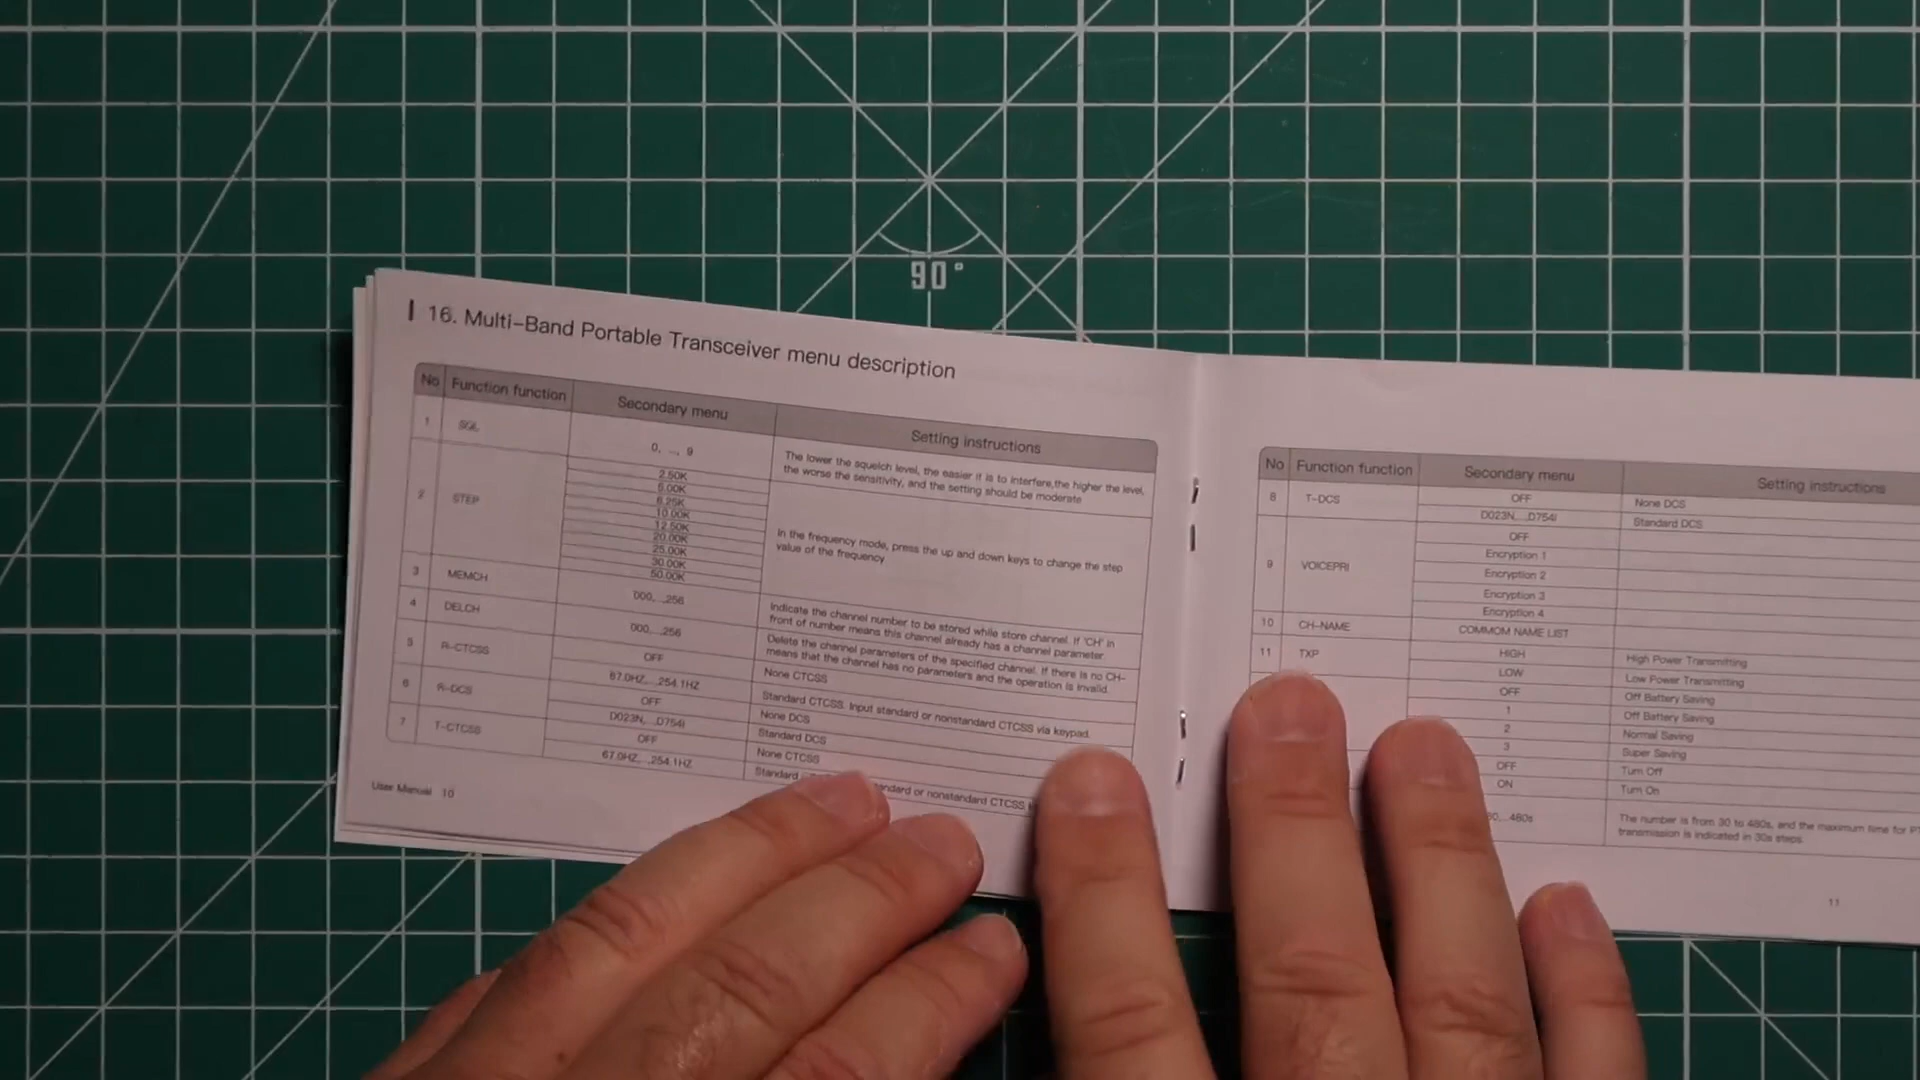 90°
16. Multi-Band Portable Transceiver menu description
No Function function Secondary menu Setting instructions
1 SQL 0, ..., 9 The lower the squelch level, the easier it is to interfere,the higher the level,
the worse the sensitivity, and the setting should be moderate
2 STEP
2.50K
5.00K
6.25K
10.00K
12.50K
20.00K
25.00K
30.00K
50.00K
In the frequency mode, press the up and down keys to change the step
value of the frequency
3 MEMCH 000, ...256 Indicate the channel number to be stored while store channel. If 'CH' in
front of number means this channel already has a channel parameter
4 DELCH 000, ...256 Delete the channel parameters of the specified channel. If there is no CH-
means that the channel has no parameters and the operation is invalid.
5 R-CTCSS OFF None CTCSS
67.0HZ, ...254.1HZ Standard CTCSS. Input standard or nonstandard CTCSS via keypad.
6 R-DCS OFF None DCS
D023N, ...D754I Standard DCS
7 T-CTCSS OFF None CTCSS
67.0HZ, ...254.1HZ Standard andard or nonstandard CTCSS
User Manual 10
No Function function Secondary menu Setting instructions
8 T-DCS OFF None DCS
D023N, ...D754I Standard DCS
9 VOICEPRI OFF
Encryption 1
Encryption 2
Encryption 3
Encryption 4
10 CH-NAME COMMOM NAME LIST
11 TXP HIGH High Power Transmitting
LOW Low Power Transmitting
OFF Off Battery Saving
1 Off Battery Saving
2 Normal Saving
3 Super Saving
OFF Turn Off
ON Turn On
30, ...480s The number is from 30 to 480s, and the maximum time for P
transmission is indicated in 30s steps
11